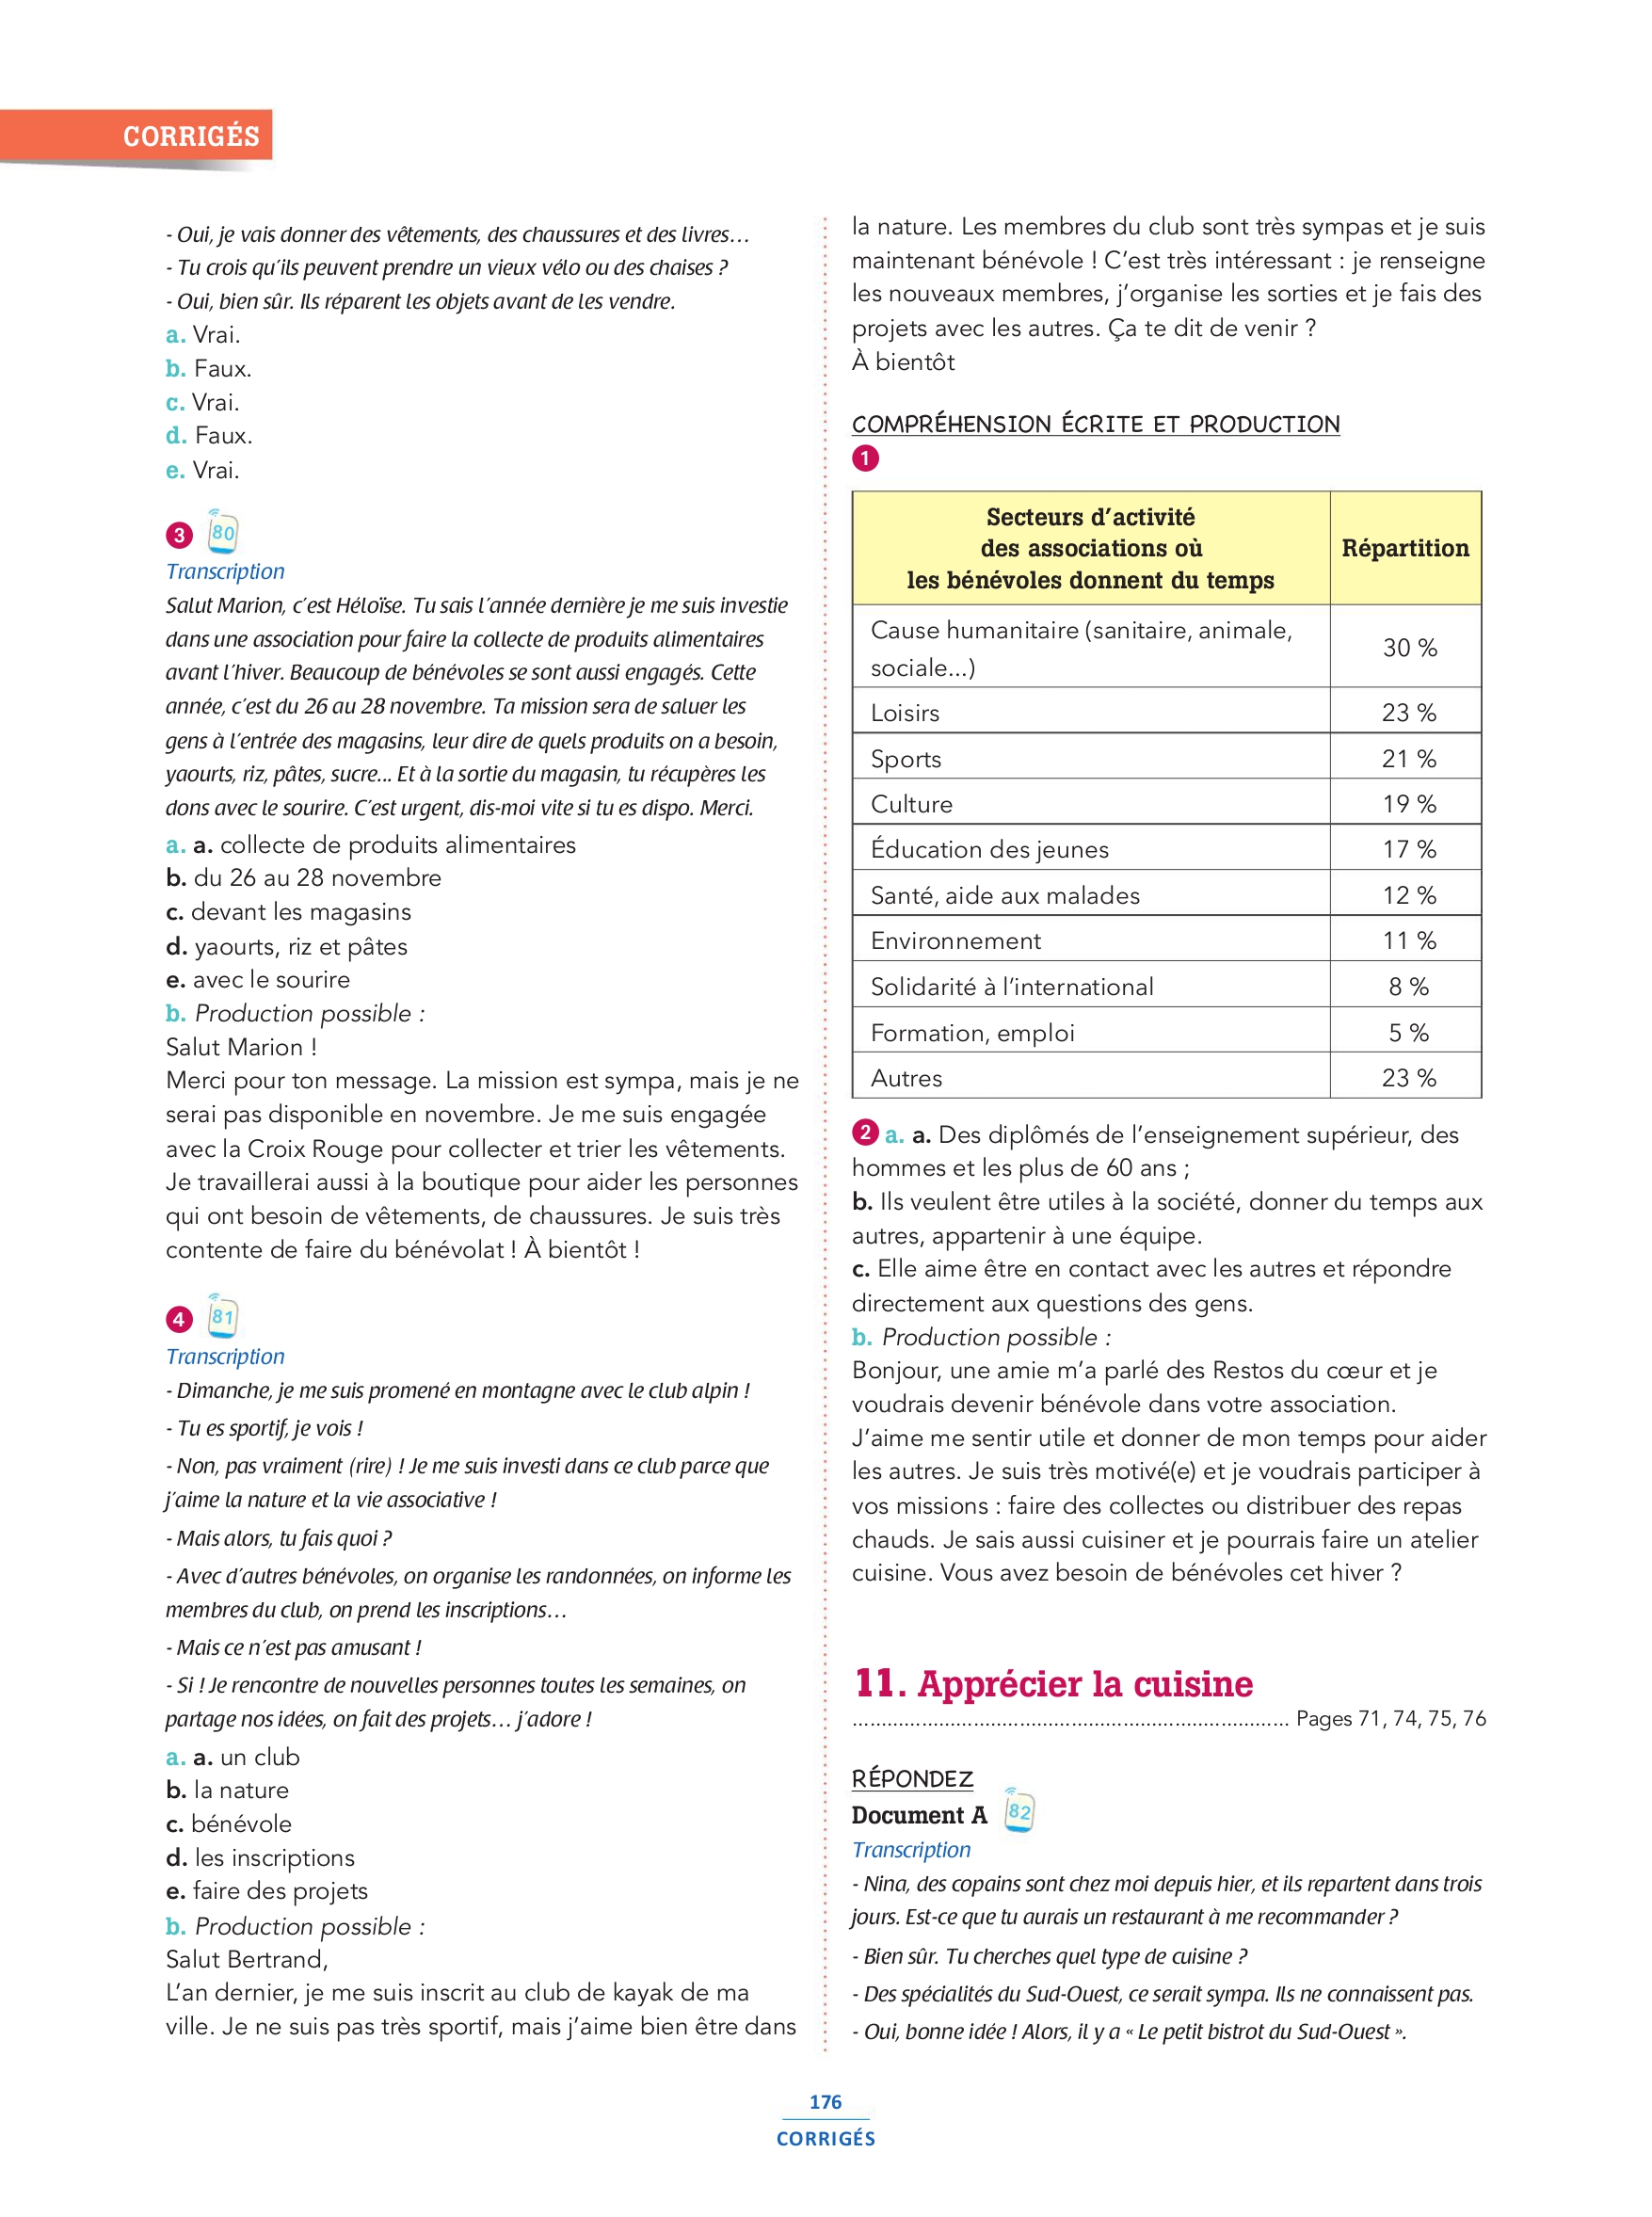 CORRIGÉS
- Oui, je vais donner des vêtements, des chaussures et des livres…
- Tu crois qu'ils peuvent prendre un vieux vélo ou des chaises ?
- Oui, bien sûr. Ils réparent les objets avant de les vendre.
a. Vrai.
b. Faux.
c. Vrai.
d. Faux.
e. Vrai.
3 80
Transcription
Salut Marion, c'est Héloïse. Tu sais l'année dernière je me suis investie
dans une association pour faire la collecte de produits alimentaires
avant l'hiver. Beaucoup de bénévoles se sont aussi engagés. Cette
année, c'est du 26 au 28 novembre. Ta mission sera de saluer les
gens à l'entrée des magasins, leur dire de quels produits on a besoin,
yaourts, riz, pâtes, sucre... Et à la sortie du magasin, tu récupères les
dons avec le sourire. C'est urgent, dis-moi vite si tu es dispo. Merci.
a. a. collecte de produits alimentaires
b. du 26 au 28 novembre
c. devant les magasins
d. yaourts, riz et pâtes
e. avec le sourire
b. Production possible :
Salut Marion !
Merci pour ton message. La mission est sympa, mais je ne
serai pas disponible en novembre. Je me suis engagée
avec la Croix Rouge pour collecter et trier les vêtements.
Je travaillerai aussi à la boutique pour aider les personnes
qui ont besoin de vêtements, de chaussures. Je suis très
contente de faire du bénévolat ! À bientôt !
4 81
Transcription
- Dimanche, je me suis promené en montagne avec le club alpin !
- Tu es sportif, je vois !
- Non, pas vraiment (rire) ! Je me suis investi dans ce club parce que
j'aime la nature et la vie associative !
- Mais alors, tu fais quoi ?
- Avec d'autres bénévoles, on organise les randonnées, on informe les
membres du club, on prend les inscriptions…
- Mais ce n'est pas amusant !
- Si ! Je rencontre de nouvelles personnes toutes les semaines, on
partage nos idées, on fait des projets… j'adore !
a. a. un club
b. la nature
c. bénévole
d. les inscriptions
e. faire des projets
b. Production possible :
Salut Bertrand,
L'an dernier, je me suis inscrit au club de kayak de ma
ville. Je ne suis pas très sportif, mais j'aime bien être dans
la nature. Les membres du club sont très sympas et je suis
maintenant bénévole ! C'est très intéressant : je renseigne
les nouveaux membres, j'organise les sorties et je fais des
projets avec les autres. Ça te dit de venir ?
À bientôt
COMPRÉHENSION ÉCRITE ET PRODUCTION
1
Secteurs d'activité
des associations où
les bénévoles donnent du temps
Répartition
Cause humanitaire (sanitaire, animale,
sociale...)
30 %
Loisirs 23 %
Sports 21 %
Culture 19 %
Éducation des jeunes 17 %
Santé, aide aux malades 12 %
Environnement 11 %
Solidarité à l'international 8 %
Formation, emploi 5 %
Autres 23 %
2 a. a. Des diplômés de l'enseignement supérieur, des
hommes et les plus de 60 ans ;
b. Ils veulent être utiles à la société, donner du temps aux
autres, appartenir à une équipe.
c. Elle aime être en contact avec les autres et répondre
directement aux questions des gens.
b. Production possible :
Bonjour, une amie m'a parlé des Restos du cœur et je
voudrais devenir bénévole dans votre association.
J'aime me sentir utile et donner de mon temps pour aider
les autres. Je suis très motivé(e) et je voudrais participer à
vos missions : faire des collectes ou distribuer des repas
chauds. Je sais aussi cuisiner et je pourrais faire un atelier
cuisine. Vous avez besoin de bénévoles cet hiver ?
11. Apprécier la cuisine
........................................................................... Pages 71, 74, 75, 76
RÉPONDEZ
Document A 82
Transcription
- Nina, des copains sont chez moi depuis hier, et ils repartent dans trois
jours. Est-ce que tu aurais un restaurant à me recommander ?
- Bien sûr. Tu cherches quel type de cuisine ?
- Des spécialités du Sud-Ouest, ce serait sympa. Ils ne connaissent pas.
- Oui, bonne idée ! Alors, il y a « Le petit bistrot du Sud-Ouest ».
176
CORRIGÉS